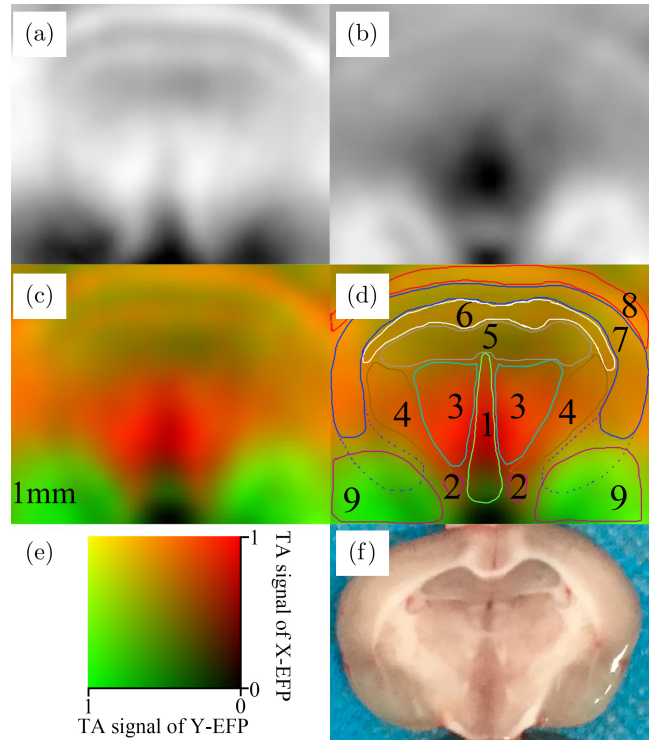 (a)
(b)
(c)
(d)
8
6
7
5
3
3
4
4
1
1mm
2
2
9
9
(e)
1
TA signal of X-EFP
0
1
0
TA signal of Y-EFP
(f)